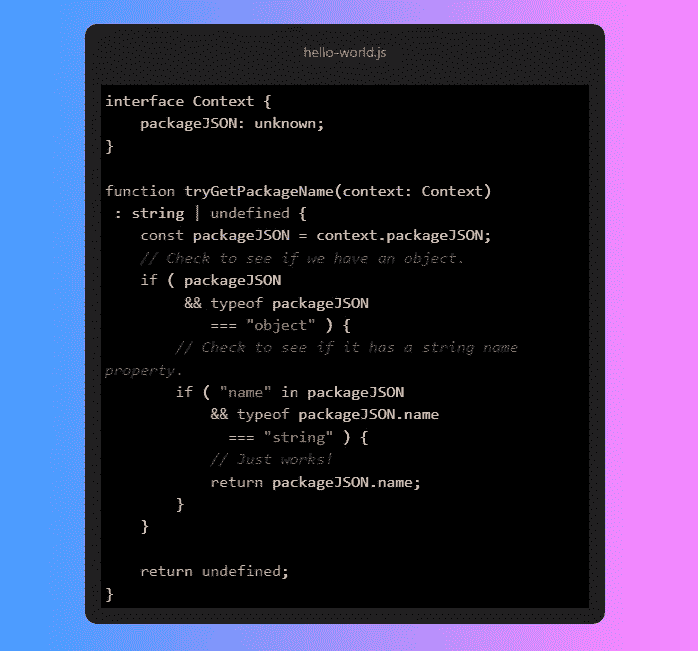 hello-world.js
interface Context {
    packageJSON: unknown;
}
function tryGetPackageName(context: Context)
 : string | undefined {
    const packageJSON = context.packageJSON;
    // Check to see if we have an object.
    if ( packageJSON
         && typeof packageJSON
            === "object" ) {
        // Check to see if it has a string name
property.
        if ( "name" in packageJSON
            && typeof packageJSON.name
              === "string" ) {
            // Just works!
            return packageJSON.name;
        }
    }
    return undefined;
}